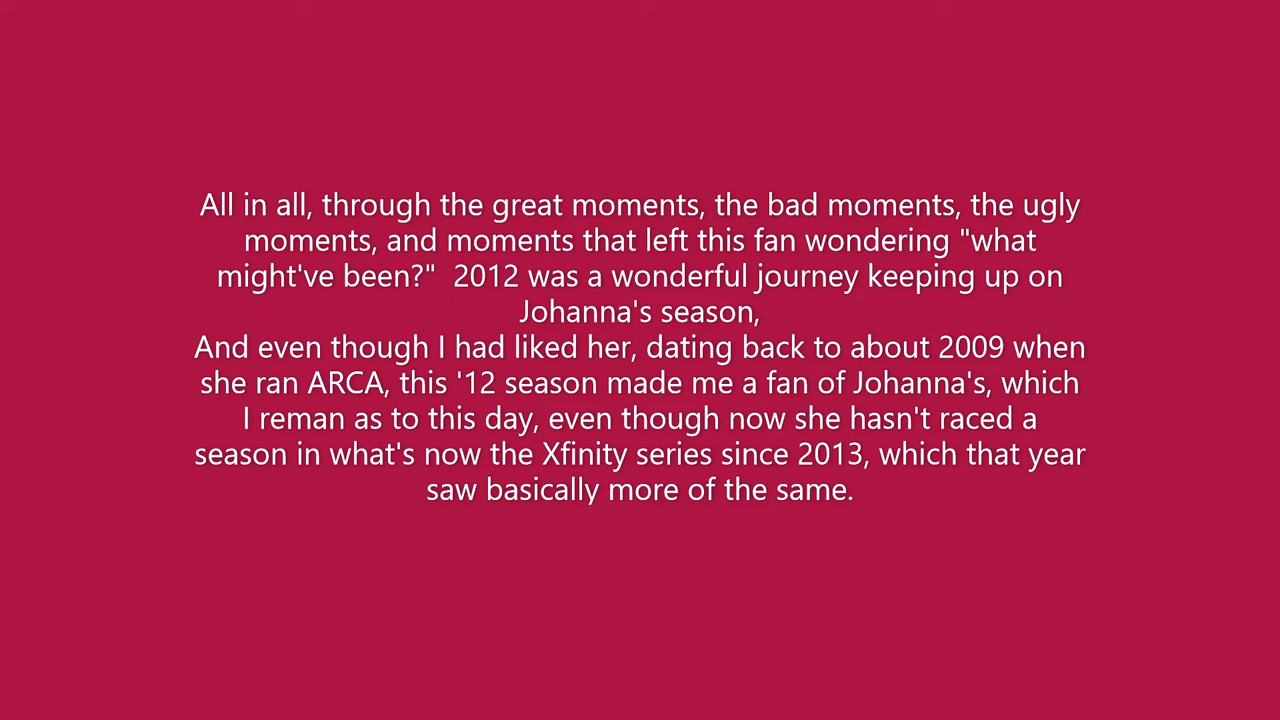 All in all, through the great moments, the bad moments, the ugly
moments, and moments that left this fan wondering "what
might've been?"  2012 was a wonderful journey keeping up on
Johanna's season,
And even though I had liked her, dating back to about 2009 when
she ran ARCA, this '12 season made me a fan of Johanna's, which
I reman as to this day, even though now she hasn't raced a
season in what's now the Xfinity series since 2013, which that year
saw basically more of the same.